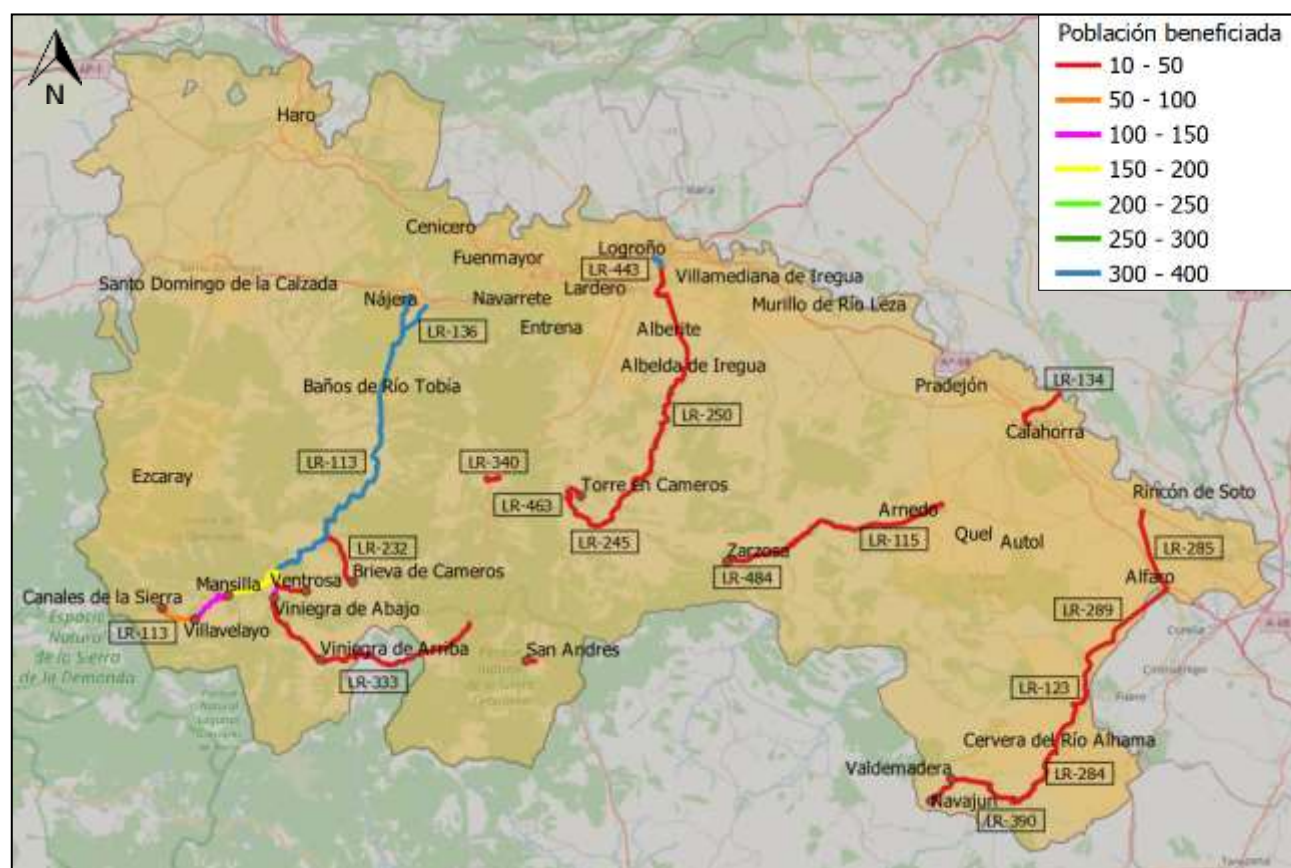 Población beneficiada
10 - 50
50 - 100
100 - 150
150 - 200
200 - 250
250 - 300
300 - 400
N
Haro
Cenicero
Fuenmayor
Logroño
LR-443
Villamediana de Iregua
Santo Domingo de la Calzada
Nájera
Navarrete
Lardero
Murillo de Río Leza
LR-136
Entrena
Alberite
Baños de Río Tobía
Albelda de Iregua
Pradejón
LR-134
LR-250
Calahorra
LR-113
LR-340
Ezcaray
Torre en Cameros
LR-463
Rincón de Soto
Arnedo
LR-245
LR-115
Quel
Autol
LR-232
Zarzosa
LR-484
LR-285
Brieva de Cameros
Mansilla
Ventrosa
Alfaro
Canales de la Sierra
Viniegra de Abajo
LR-289
Villavelayo
LR-113
Espacio
Natural
de la Sierra
de la Demanda
Viniegra de Arriba
San Andres
LR-333
LR-123
Cervera del Río Alhama
Valdemadera
LR-284
Navajun
LR-390